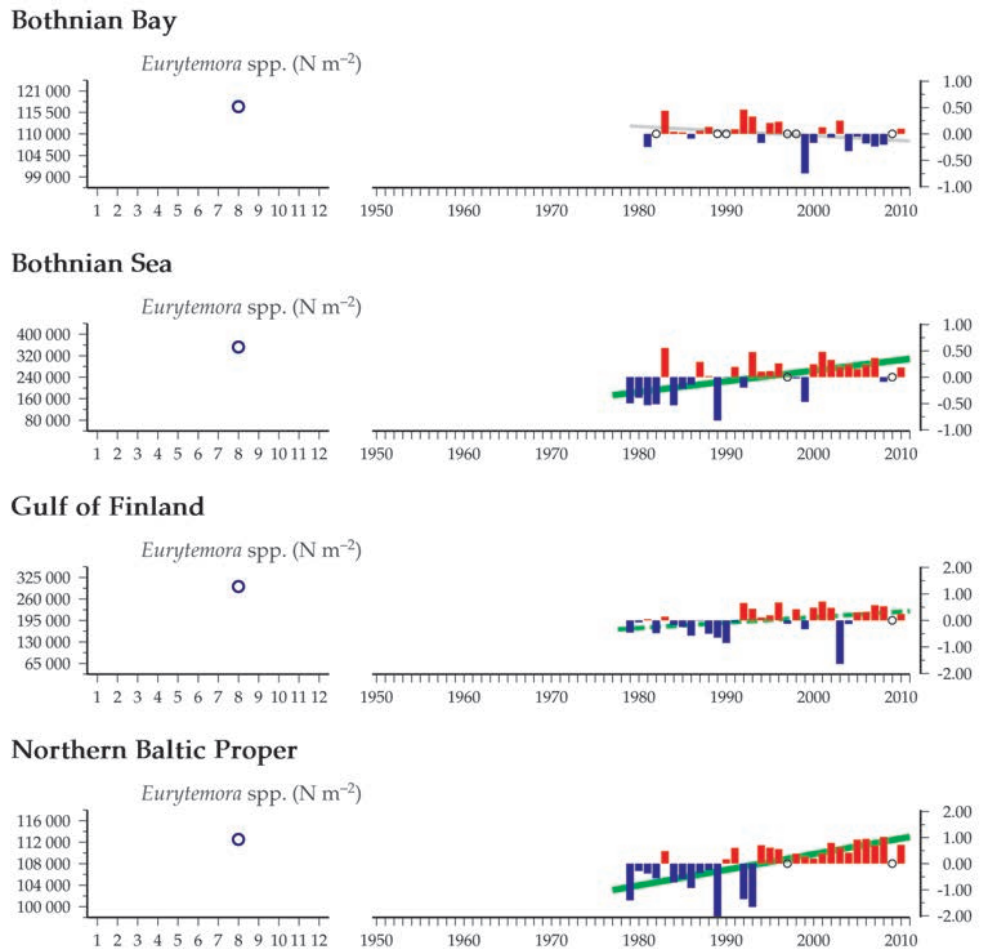 Bothnian Bay
Eurytemora spp. (N m⁻²)
121 000
115 500
110 000
104 500
99 000
1.00
0.50
0.00
-0.50
-1.00
1 2 3 4 5 6 7 8 9 10 11 12
1950 1960 1970 1980 1990 2000 2010
Bothnian Sea
Eurytemora spp. (N m⁻²)
400 000
320 000
240 000
160 000
80 000
1.00
0.50
0.00
-0.50
-1.00
1 2 3 4 5 6 7 8 9 10 11 12
1950 1960 1970 1980 1990 2000 2010
Gulf of Finland
Eurytemora spp. (N m⁻²)
325 000
260 000
195 000
130 000
65 000
2.00
1.00
0.00
-1.00
-2.00
1 2 3 4 5 6 7 8 9 10 11 12
1950 1960 1970 1980 1990 2000 2010
Northern Baltic Proper
Eurytemora spp. (N m⁻²)
116 000
112 000
108 000
104 000
100 000
2.00
1.00
0.00
-1.00
-2.00
1 2 3 4 5 6 7 8 9 10 11 12
1950 1960 1970 1980 1990 2000 2010